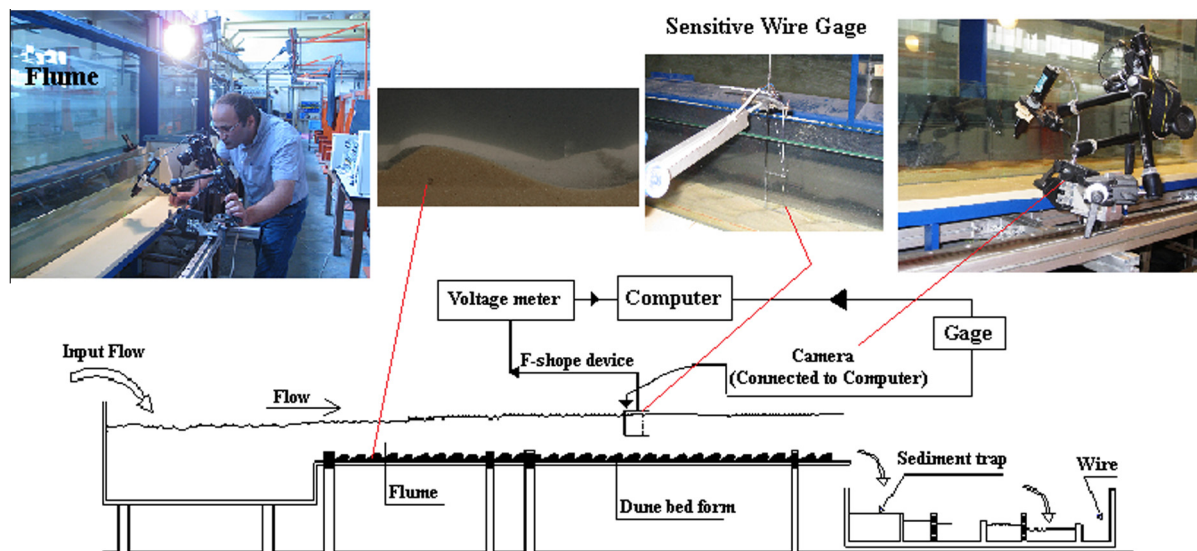 Flume
Sensitive Wire Gage
Voltage meter
Computer
Gage
Input Flow
F-shope device
Camera
(Connected to Computer)
Flow
Sediment trap
Wire
Flume
Dune bed form